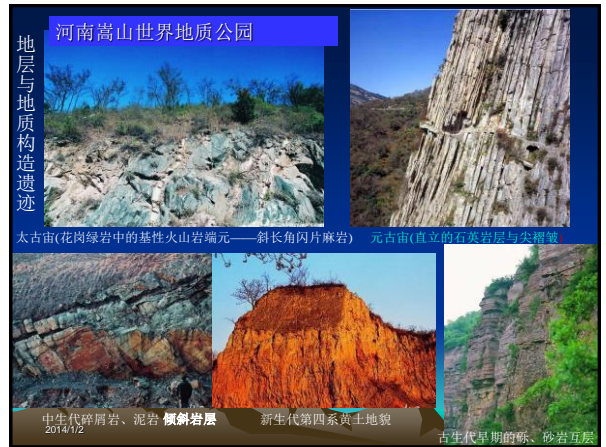 河南嵩山世界地质公园
地层与地质构造遗迹
太古宙(花岗绿岩中的基性火山岩端元——斜长角闪片麻岩)
元古宙(直立的石英岩层与尖褶皱)
中生代碎屑岩、泥岩 倾斜岩层
新生代第四系黄土地貌
2014/1/2
古生代早期的砾、砂岩互层